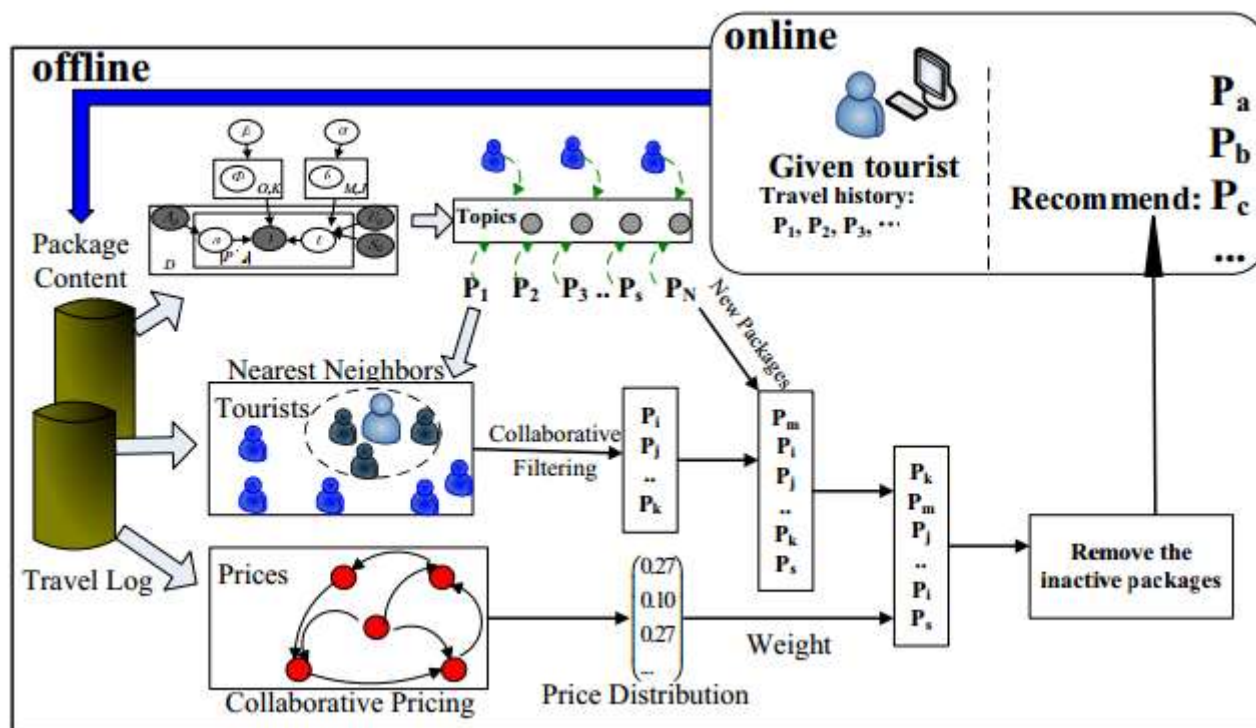 offline
online
Given tourist
Travel history:
P1, P2, P3, ...
Recommend:
Pa
Pb
Pc
...
β
α
Φ
O,K
M,J
D
a
t
Topics
P1 P2 P3 .. Ps PN
Package
Content
Travel Log
New Packages
Nearest Neighbors
Tourists
Collaborative
Filtering
Pi
Pj
..
Pk
Pm
Pi
Pj
..
Pk
Ps
Pk
Pm
Pj
..
Pi
Ps
Remove the
inactive packages
Prices
Collaborative Pricing
0.27
0.10
0.27
...
Price Distribution
Weight